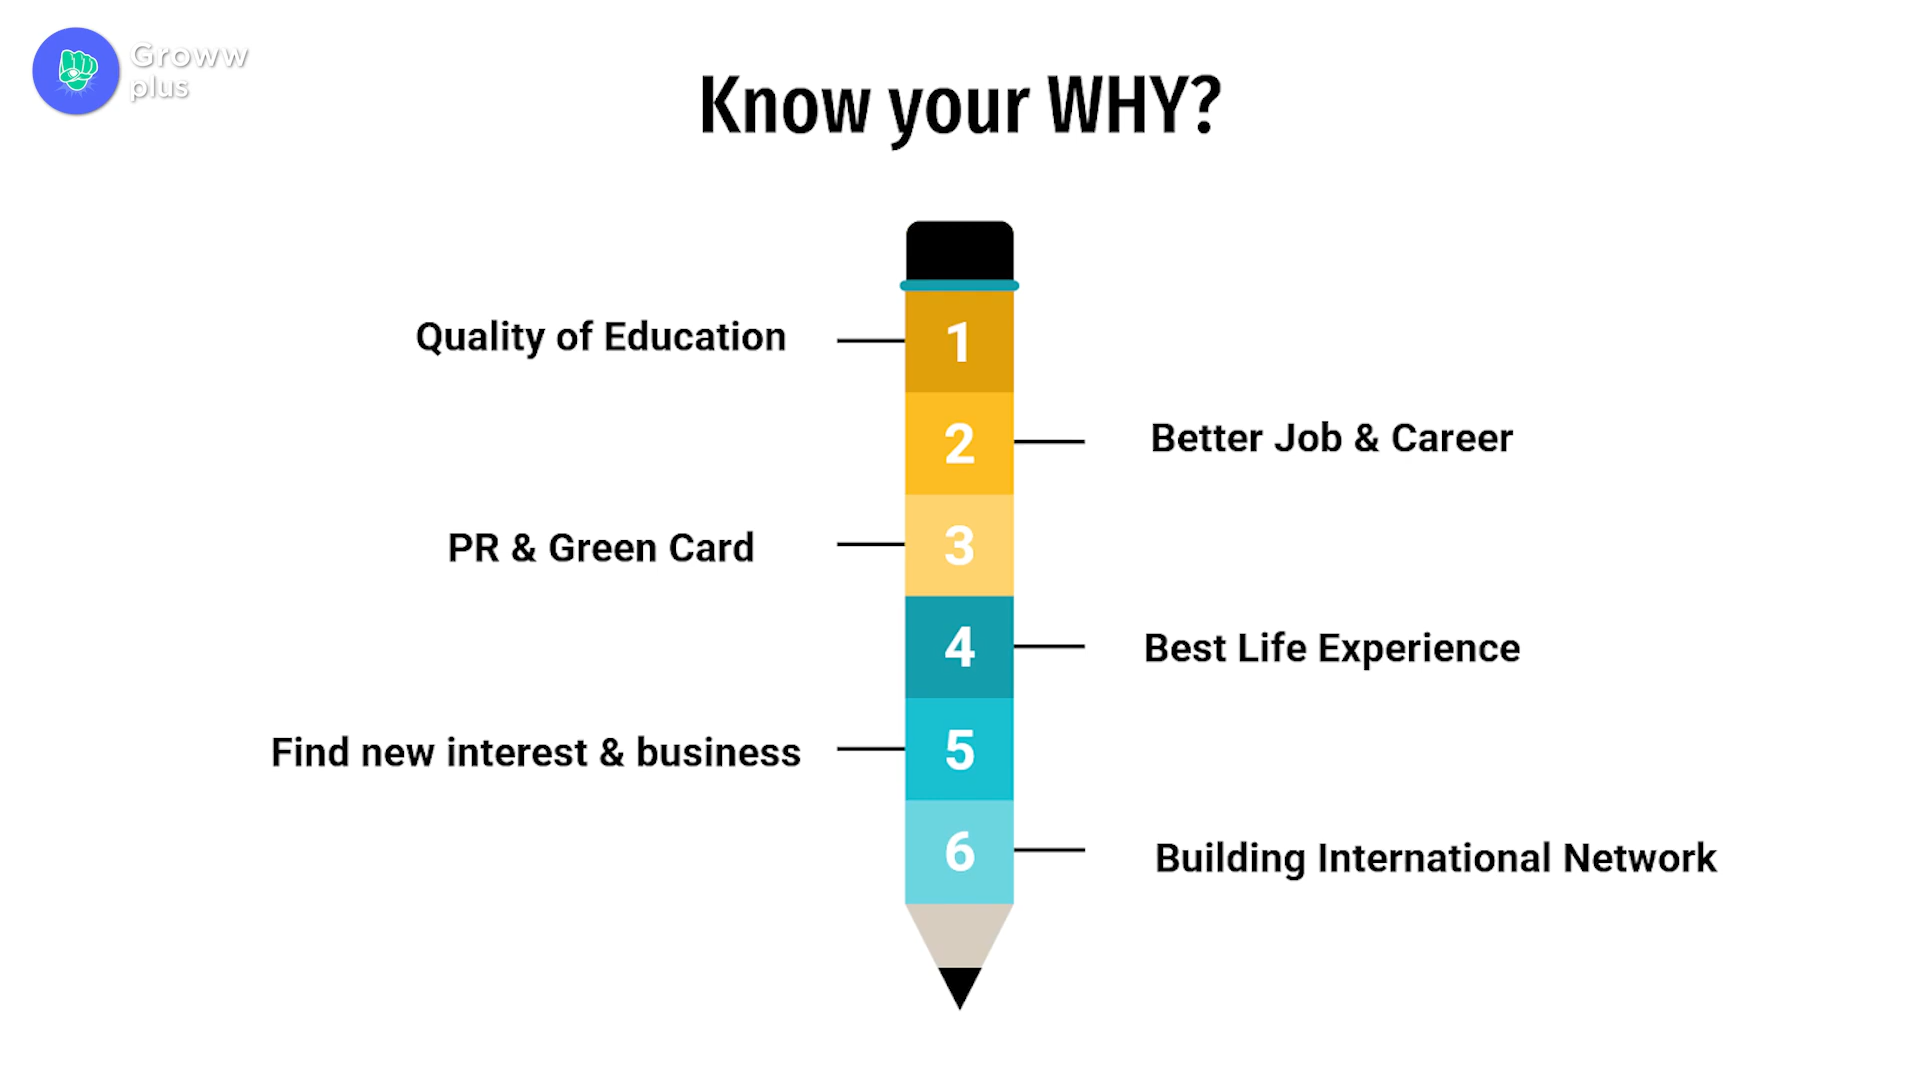 Groww
plus
Know your WHY?
Quality of Education
1
2
Better Job & Career
PR & Green Card
3
4
Best Life Experience
Find new interest & business
5
6
Building International Network